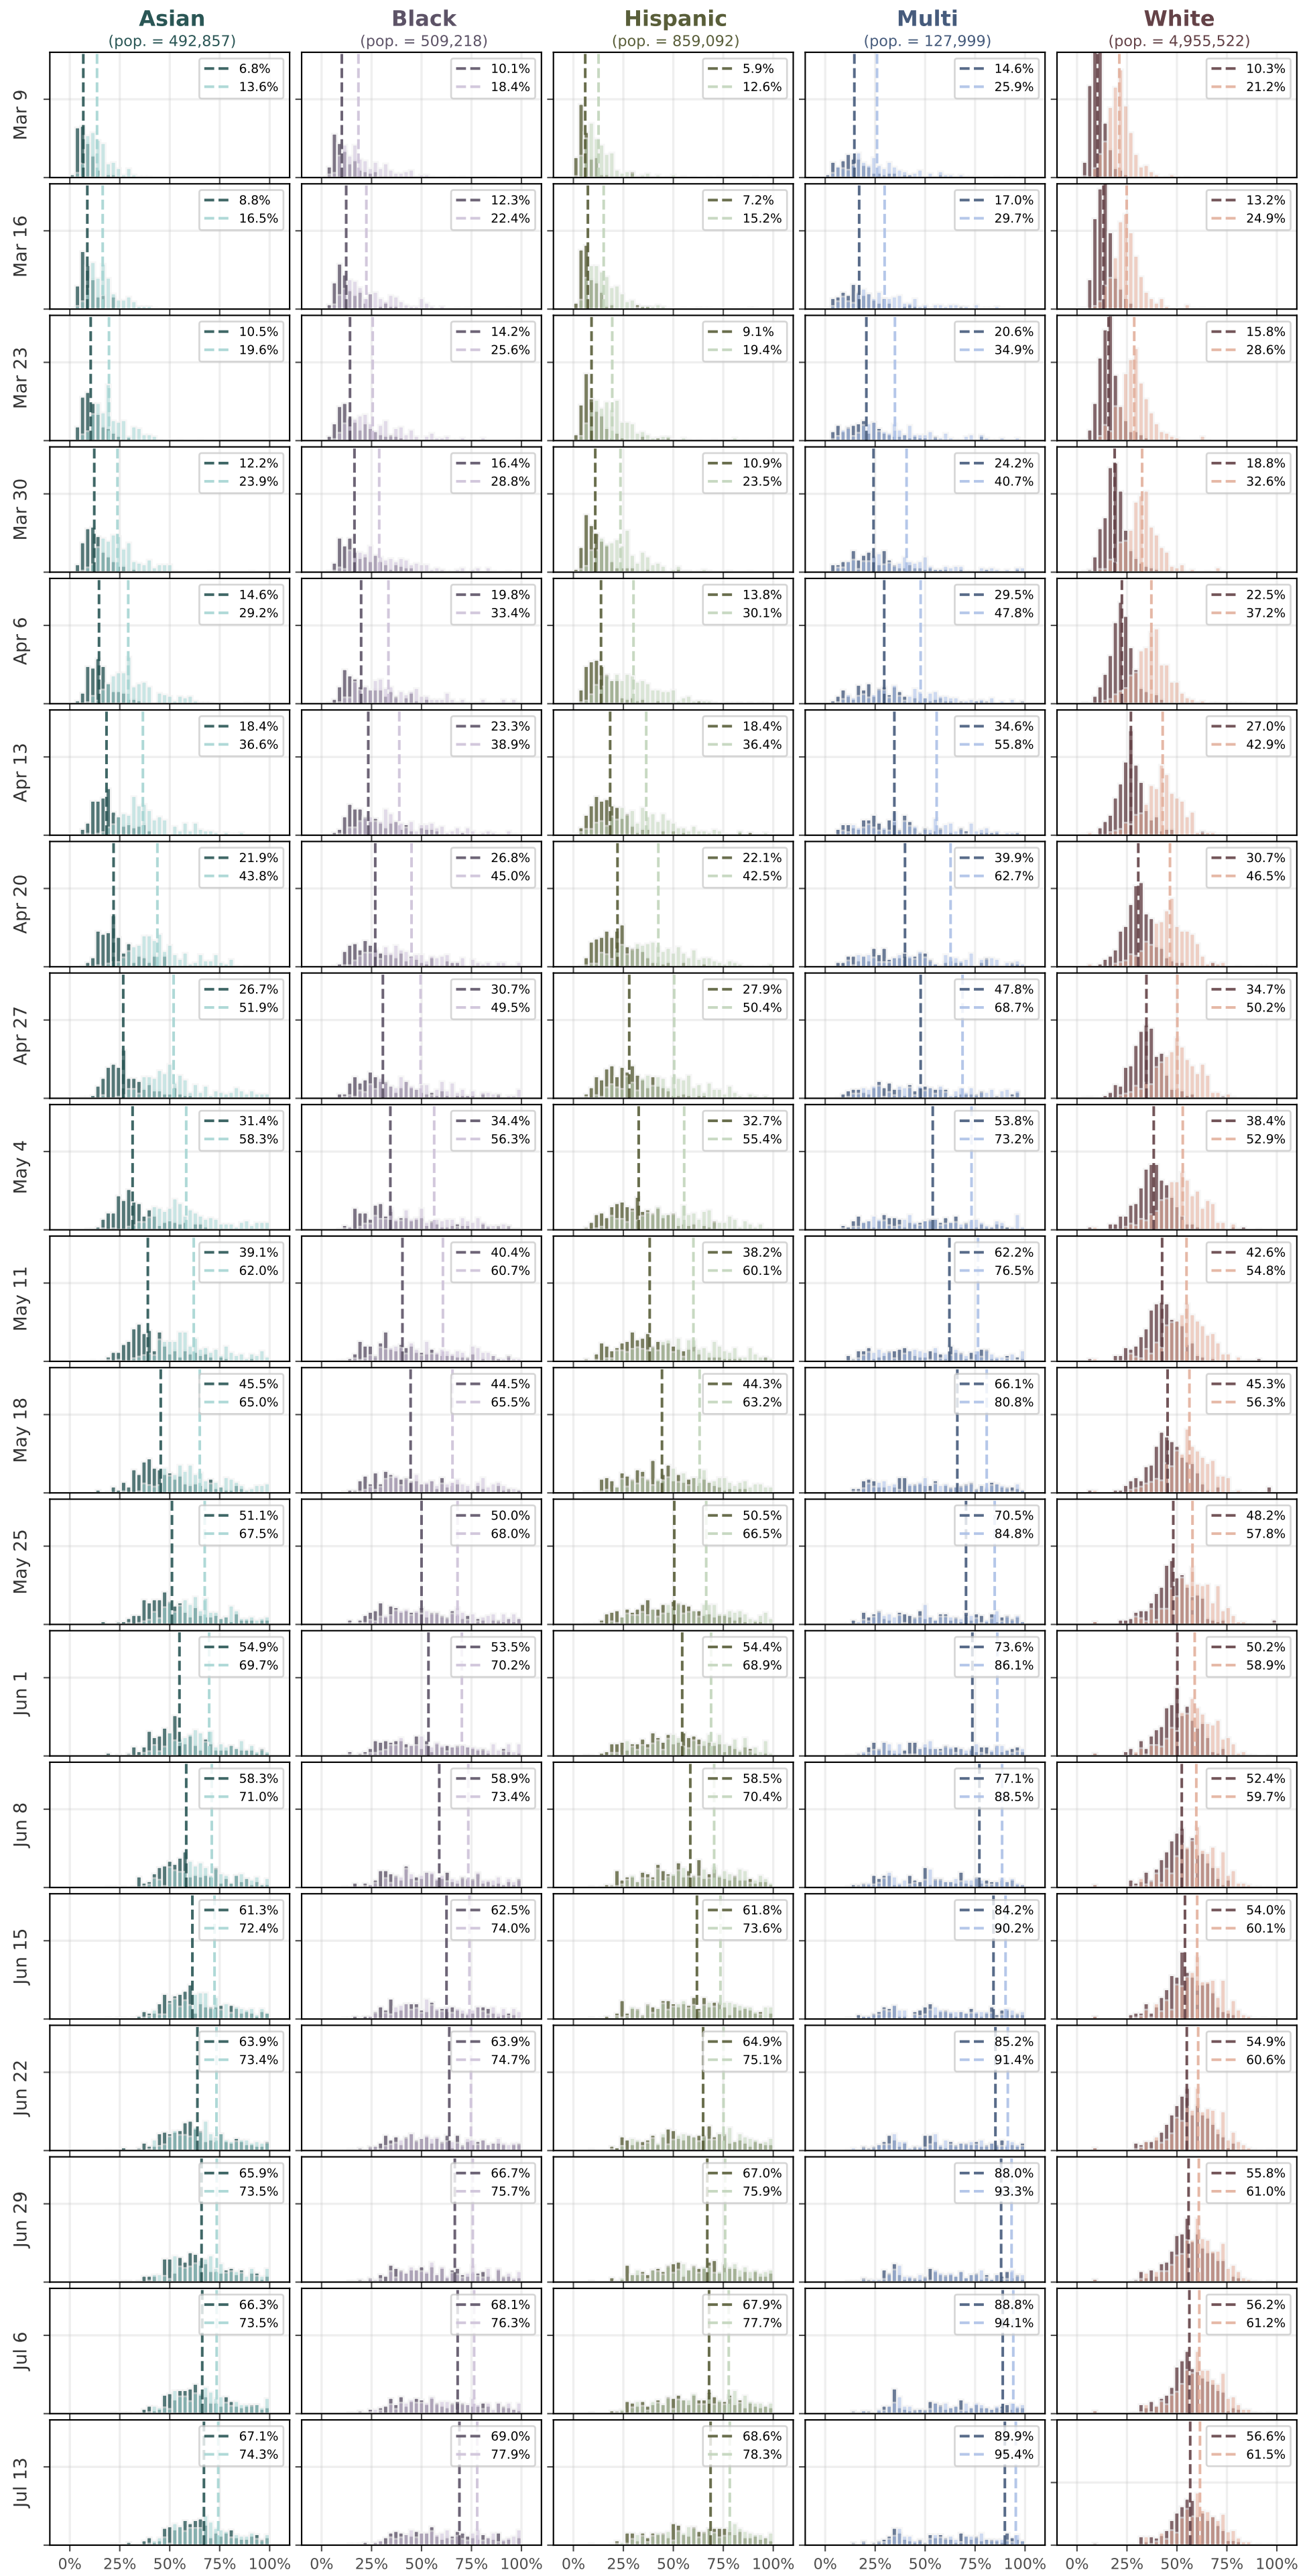 Asian Black Hispanic Multi White
(pop. = 492,857) (pop. = 509,218) (pop. = 859,092) (pop. = 127,999) (pop. = 4,955,522)
Mar 9
6.8% 10.1% 5.9% 14.6% 10.3%
13.6% 18.4% 12.6% 25.9% 21.2%
Mar 16
8.8% 12.3% 7.2% 17.0% 13.2%
16.5% 22.4% 15.2% 29.7% 24.9%
Mar 23
10.5% 14.2% 9.1% 20.6% 15.8%
19.6% 25.6% 19.4% 34.9% 28.6%
Mar 30
12.2% 16.4% 10.9% 24.2% 18.8%
23.9% 28.8% 23.5% 40.7% 32.6%
Apr 6
14.6% 19.8% 13.8% 29.5% 22.5%
29.2% 33.4% 30.1% 47.8% 37.2%
Apr 13
18.4% 23.3% 18.4% 34.6% 27.0%
36.6% 38.9% 36.4% 55.8% 42.9%
Apr 20
21.9% 26.8% 22.1% 39.9% 30.7%
43.8% 45.0% 42.5% 62.7% 46.5%
Apr 27
26.7% 30.7% 27.9% 47.8% 34.7%
51.9% 49.5% 50.4% 68.7% 50.2%
May 4
31.4% 34.4% 32.7% 53.8% 38.4%
58.3% 56.3% 55.4% 73.2% 52.9%
May 11
39.1% 40.4% 38.2% 62.2% 42.6%
62.0% 60.7% 60.1% 76.5% 54.8%
May 18
45.5% 44.5% 44.3% 66.1% 45.3%
65.0% 65.5% 63.2% 80.8% 56.3%
May 25
51.1% 50.0% 50.5% 70.5% 48.2%
67.5% 68.0% 66.5% 84.8% 57.8%
Jun 1
54.9% 53.5% 54.4% 73.6% 50.2%
69.7% 70.2% 68.9% 86.1% 58.9%
Jun 8
58.3% 58.9% 58.5% 77.1% 52.4%
71.0% 73.4% 70.4% 88.5% 59.7%
Jun 15
61.3% 62.5% 61.8% 84.2% 54.0%
72.4% 74.0% 73.6% 90.2% 60.1%
Jun 22
63.9% 63.9% 64.9% 85.2% 54.9%
73.4% 74.7% 75.1% 91.4% 60.6%
Jun 29
65.9% 66.7% 67.0% 88.0% 55.8%
73.5% 75.7% 75.9% 93.3% 61.0%
Jul 6
66.3% 68.1% 67.9% 88.8% 56.2%
73.5% 76.3% 77.7% 94.1% 61.2%
Jul 13
67.1% 69.0% 68.6% 89.9% 56.6%
74.3% 77.9% 78.3% 95.4% 61.5%
0% 25% 50% 75% 100% 0% 25% 50% 75% 100% 0% 25% 50% 75% 100% 0% 25% 50% 75% 100% 0% 25% 50% 75% 100%